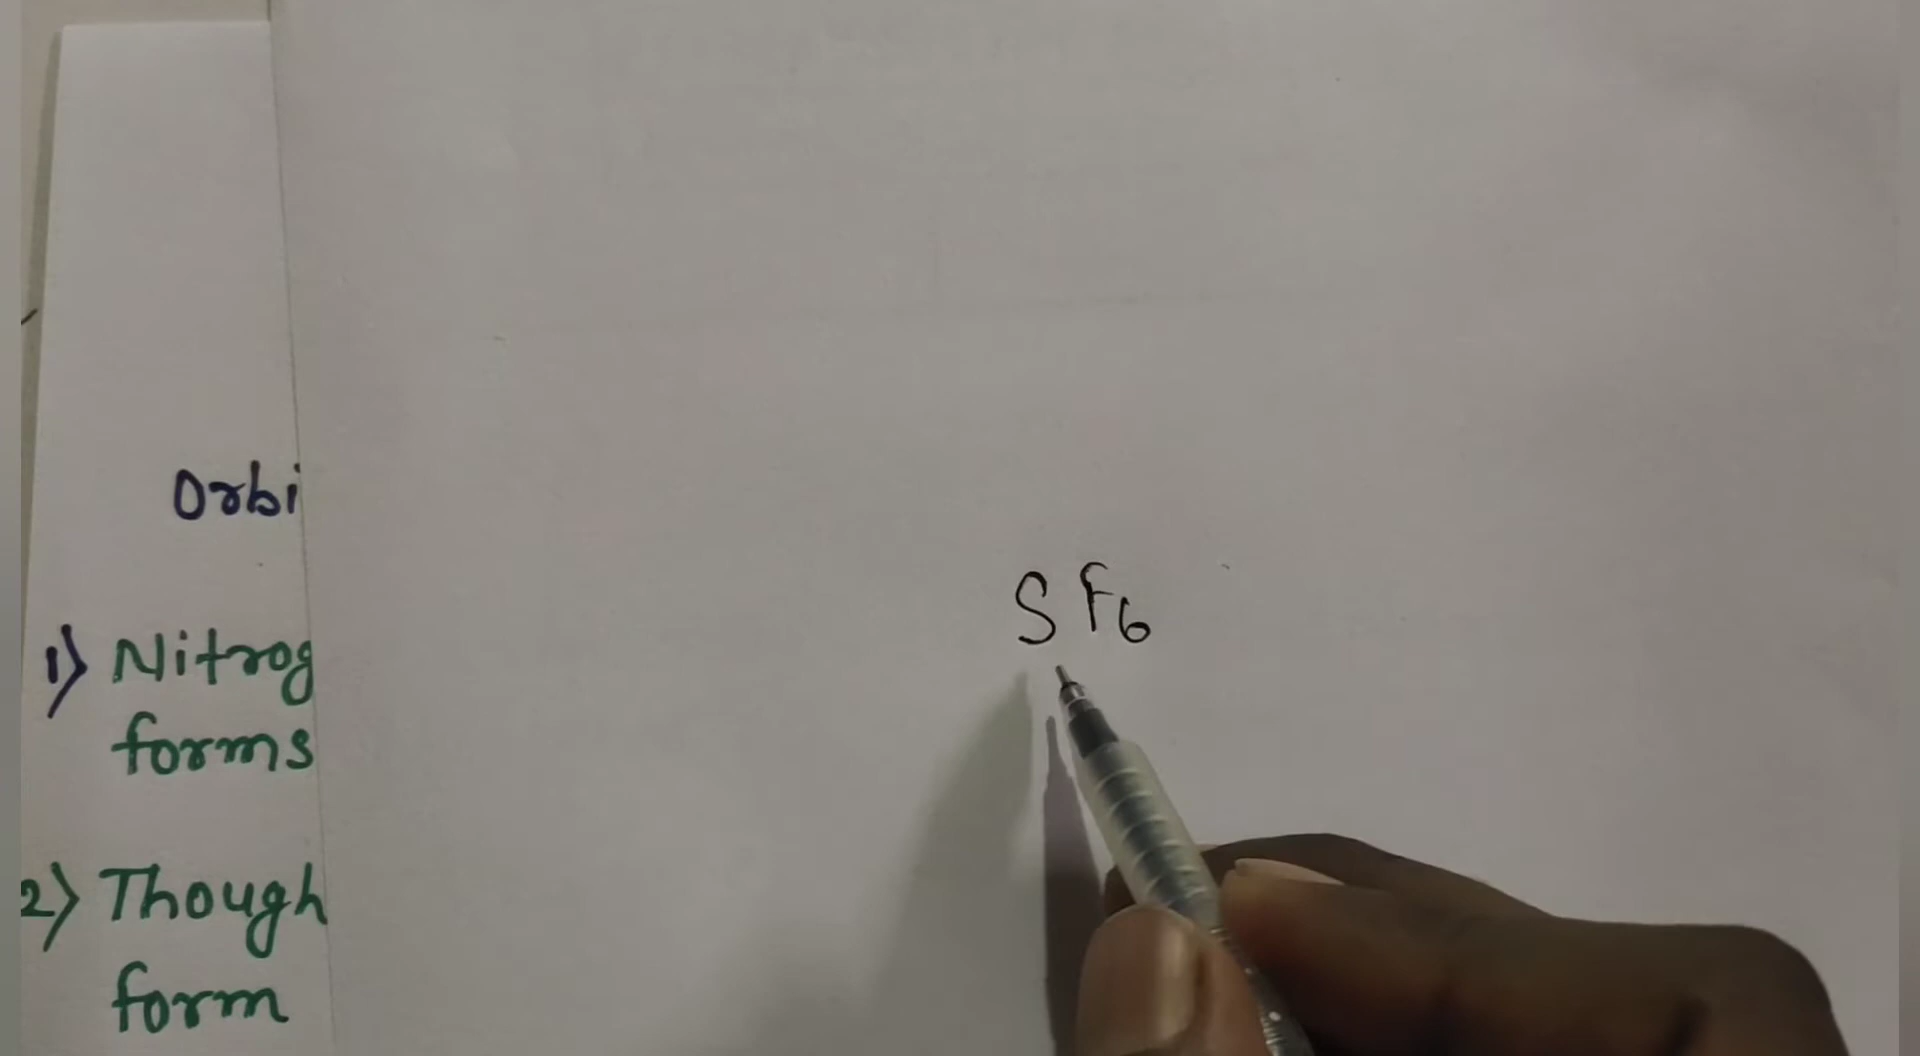 Orbi
SF6
1) Nitrog
forms
2) Though
form